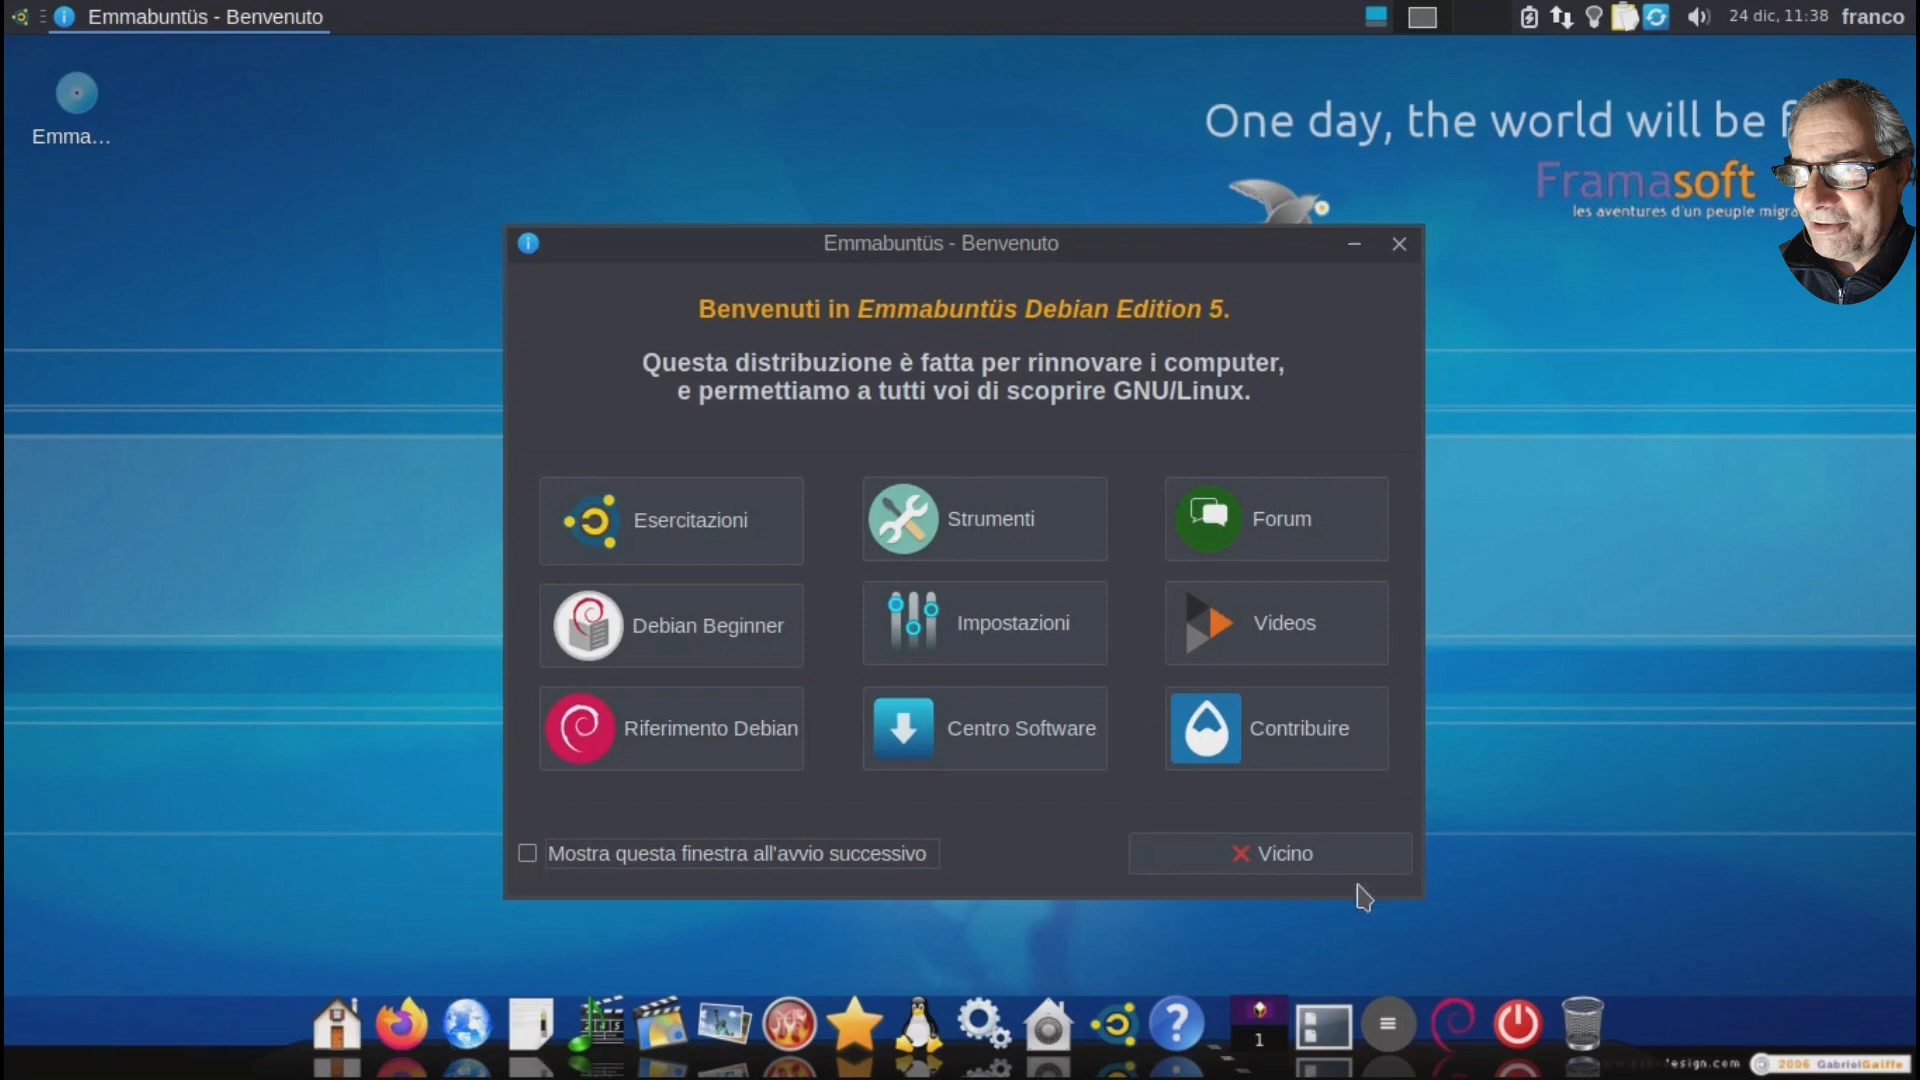 Emmabuntüs - Benvenuto
24 dic, 11:38 franco
Emma...
One day, the world will be f
Framasoft
les aventures d'un peuple migra
Emmabuntüs - Benvenuto
Benvenuti in Emmabuntüs Debian Edition 5.
Questa distribuzione è fatta per rinnovare i computer,
e permettiamo a tutti voi di scoprire GNU/Linux.
Esercitazioni
Strumenti
Forum
Debian Beginner
Impostazioni
Videos
Riferimento Debian
Centro Software
Contribuire
Mostra questa finestra all'avvio successivo
Vicino
1
2006 GabrielGaiffe